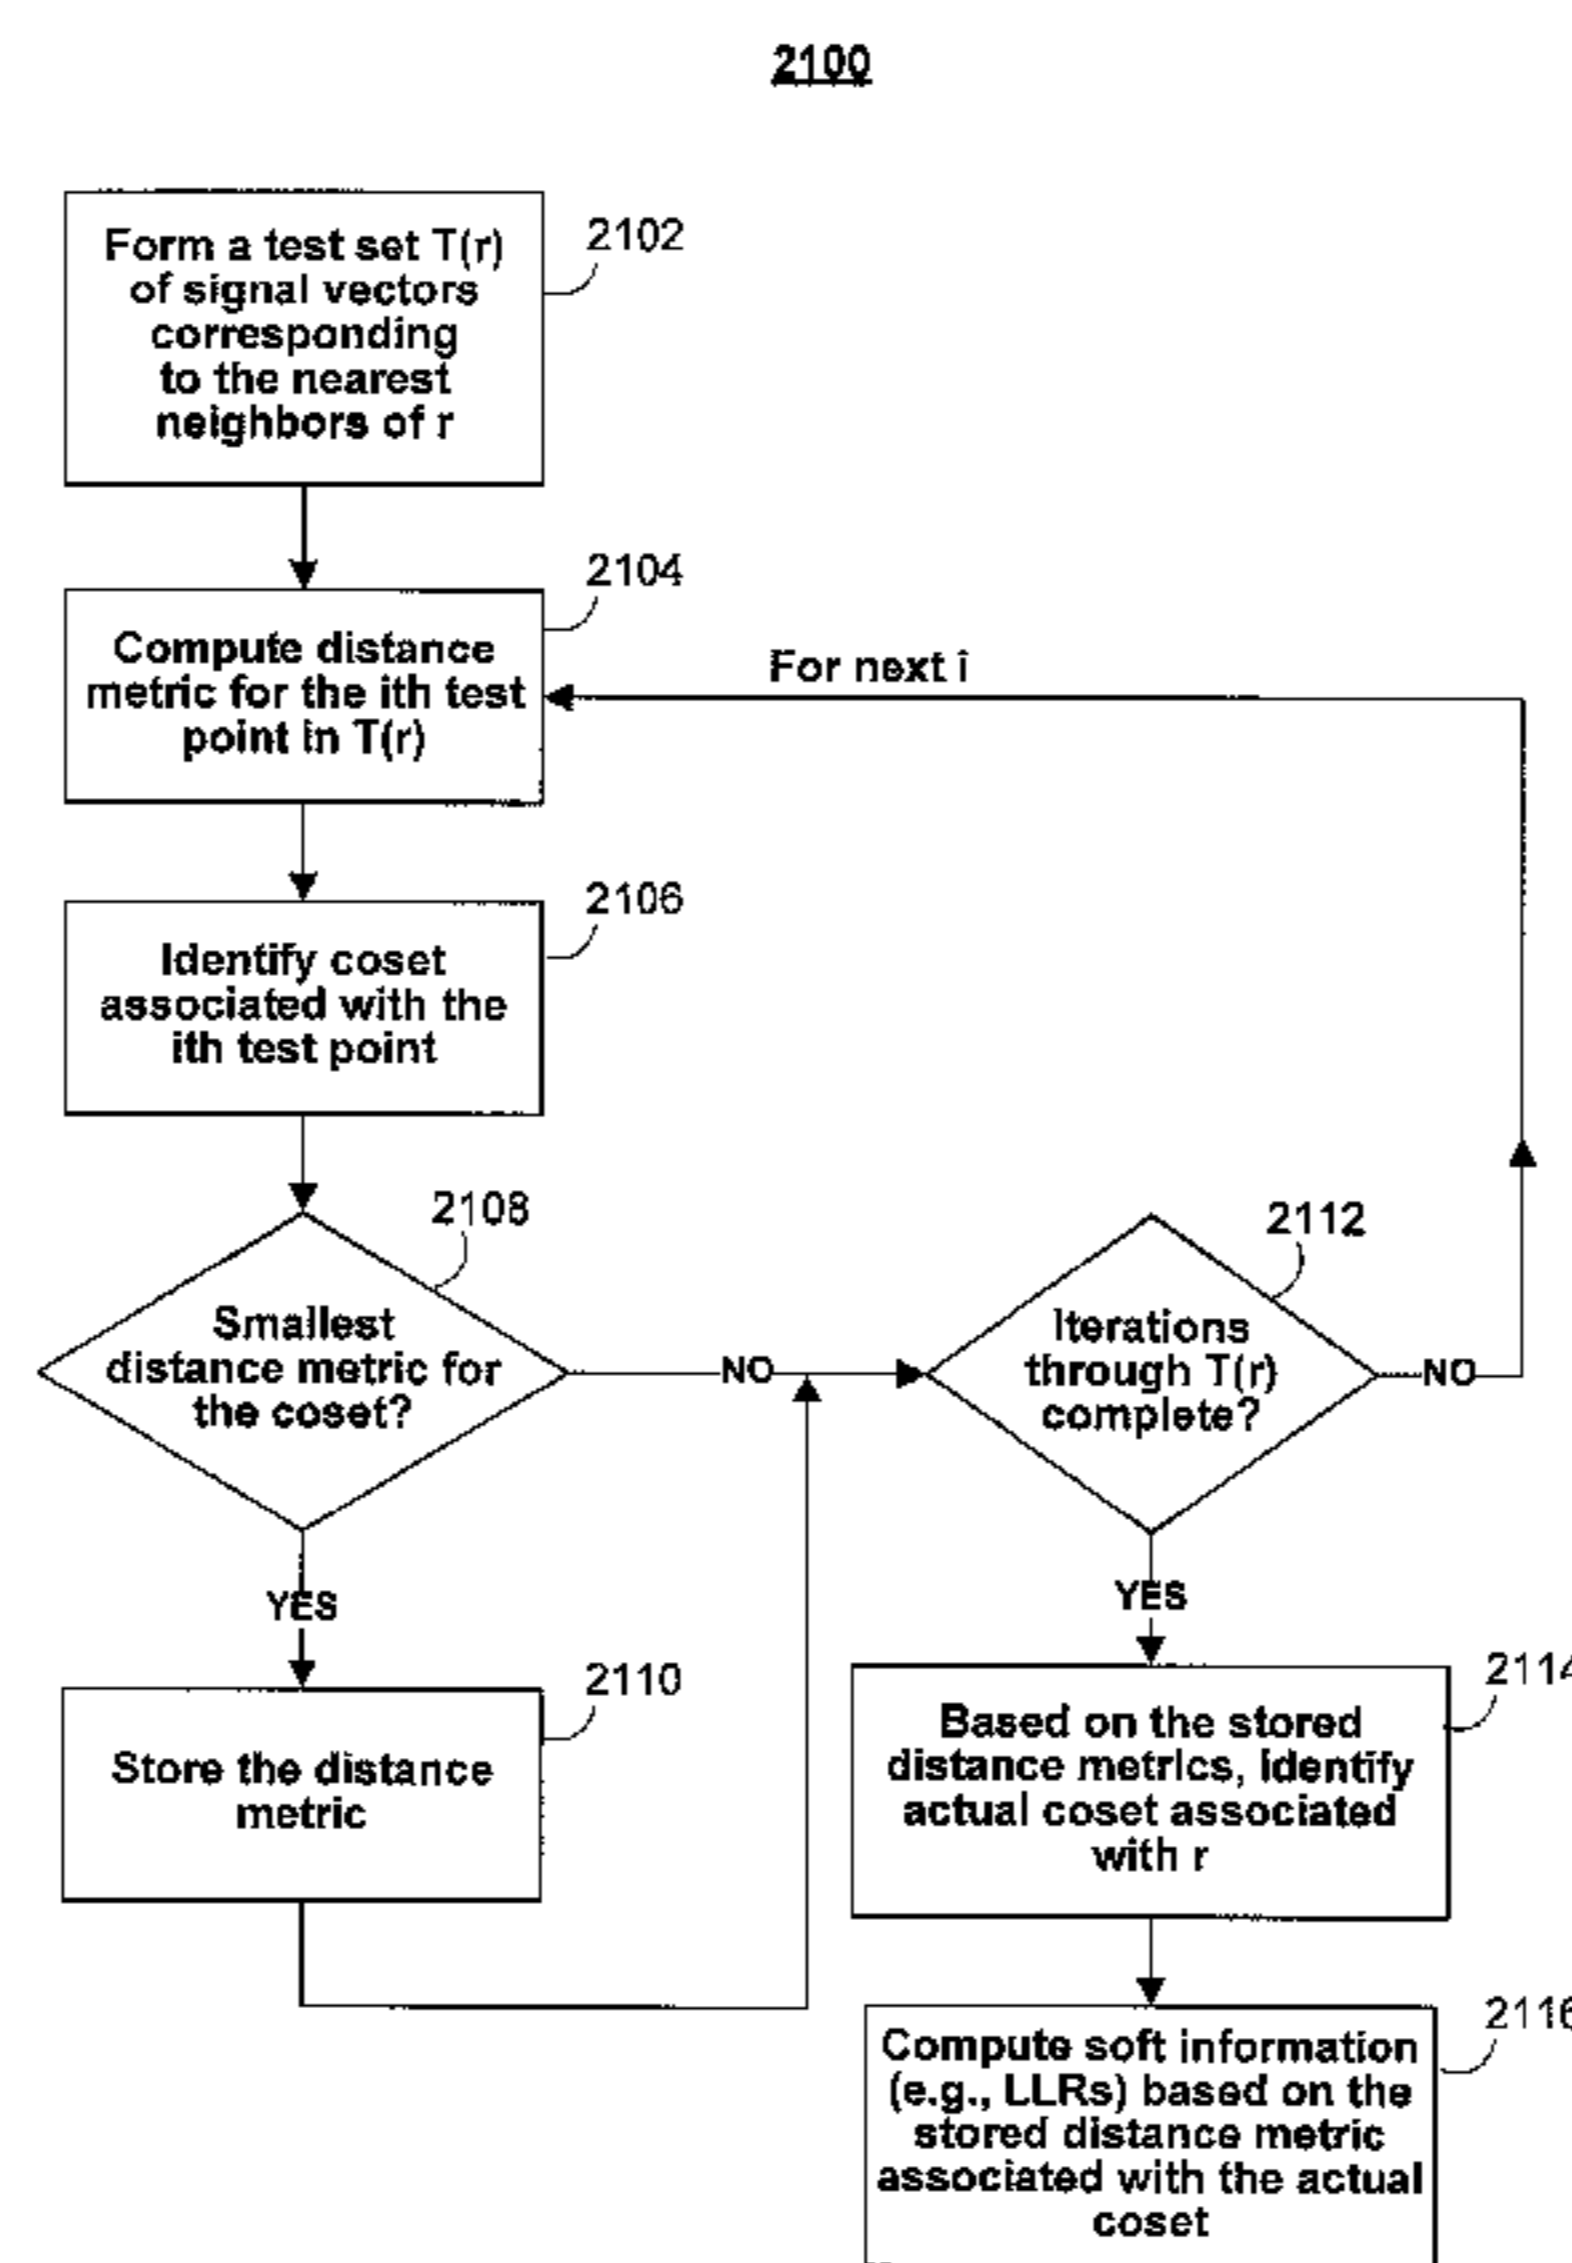 2100
Form a test set T(r)
of signal vectors
corresponding
to the nearest
neighbors of r
2102
Compute distance
metric for the ith test
point in T(r)
2104
For next i
Identify coset
associated with the
ith test point
2106
Smallest
distance metric for
the coset?
2108
NO
YES
Store the distance
metric
2110
Iterations
through T(r)
complete?
2112
NO
YES
Based on the stored
distance metrics, identify
actual coset associated
with r
2114
Compute soft information
(e.g., LLRs) based on the
stored distance metric
associated with the actual
coset
2116